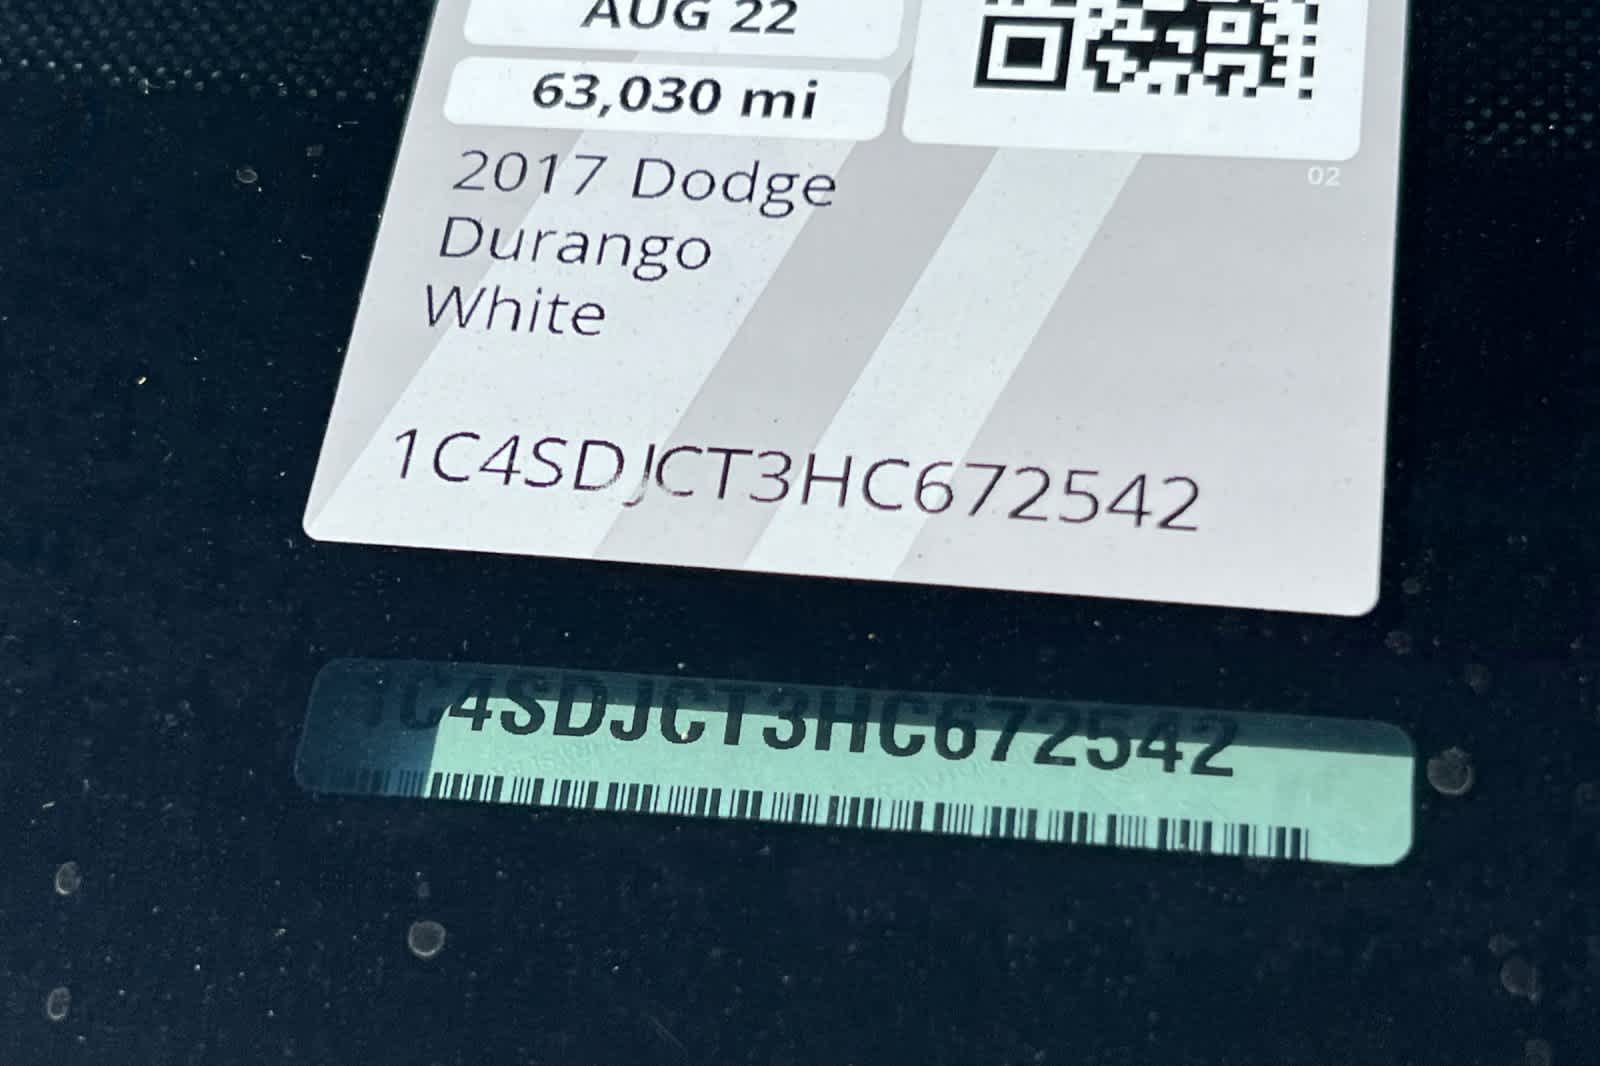 AUG 22
63,030 mi
02
2017 Dodge
Durango
White
1C4SDJCT3HC672542
1C4SDJCT3HC672542